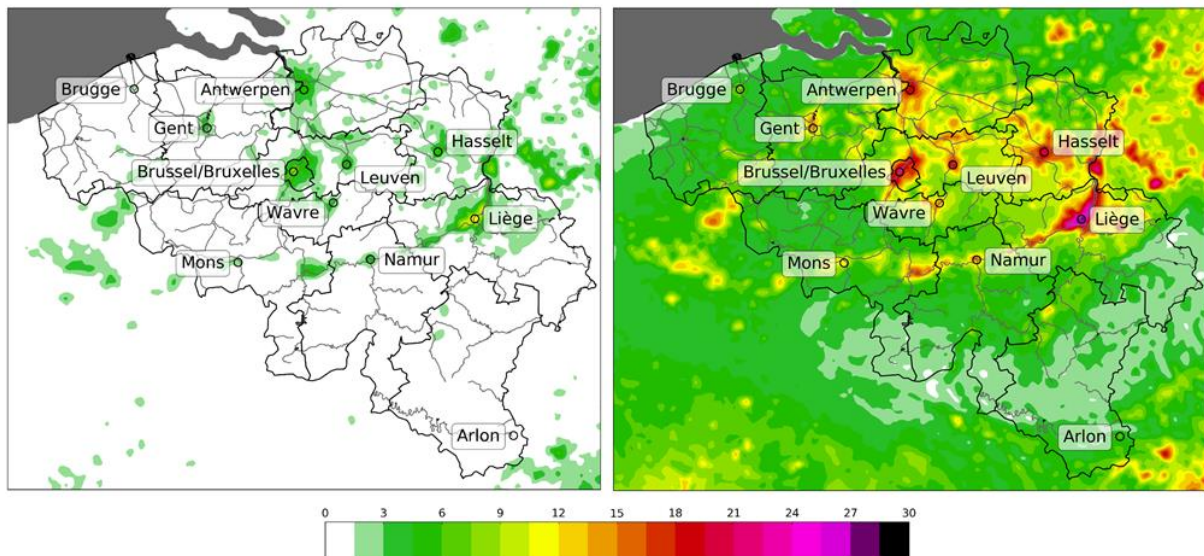 Brugge
Antwerpen
Gent
Hasselt
Brussel/Bruxelles
Leuven
Wavre
Liège
Mons
Namur
Arlon
Brugge
Antwerpen
Gent
Hasselt
Brussel/Bruxelles
Leuven
Wavre
Liège
Mons
Namur
Arlon
0 3 6 9 12 15 18 21 24 27 30